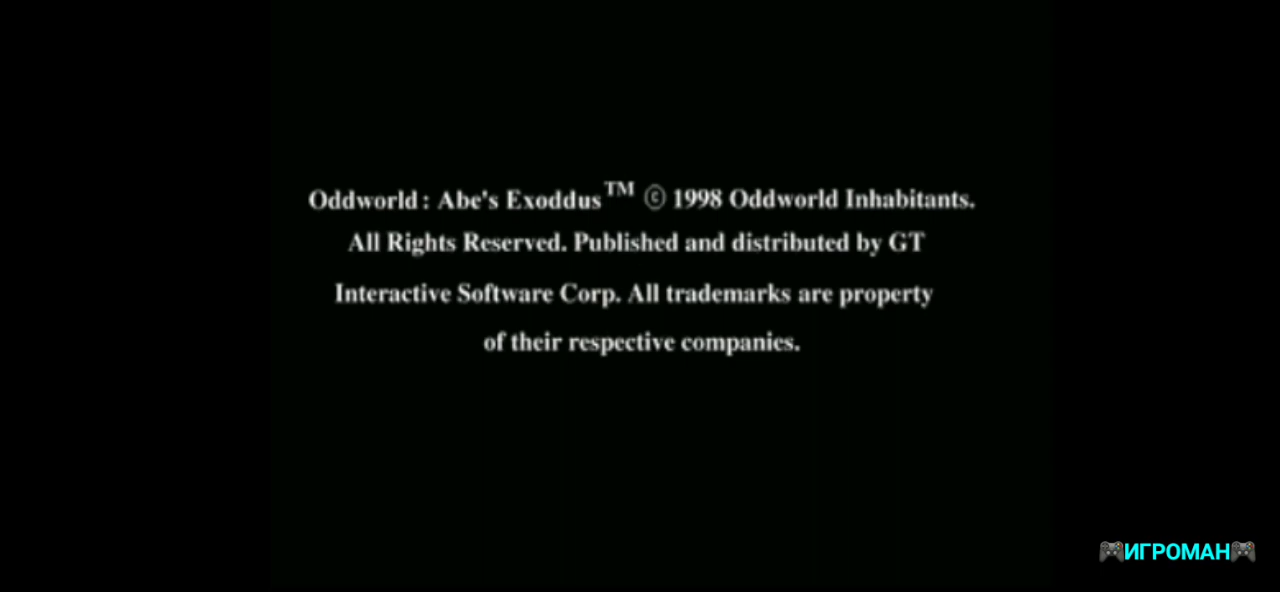 Oddworld: Abe's Exoddus™ © 1998 Oddworld Inhabitants.
All Rights Reserved. Published and distributed by GT
Interactive Software Corp. All trademarks are property
of their respective companies.
🎮ИГРОМАН🎮